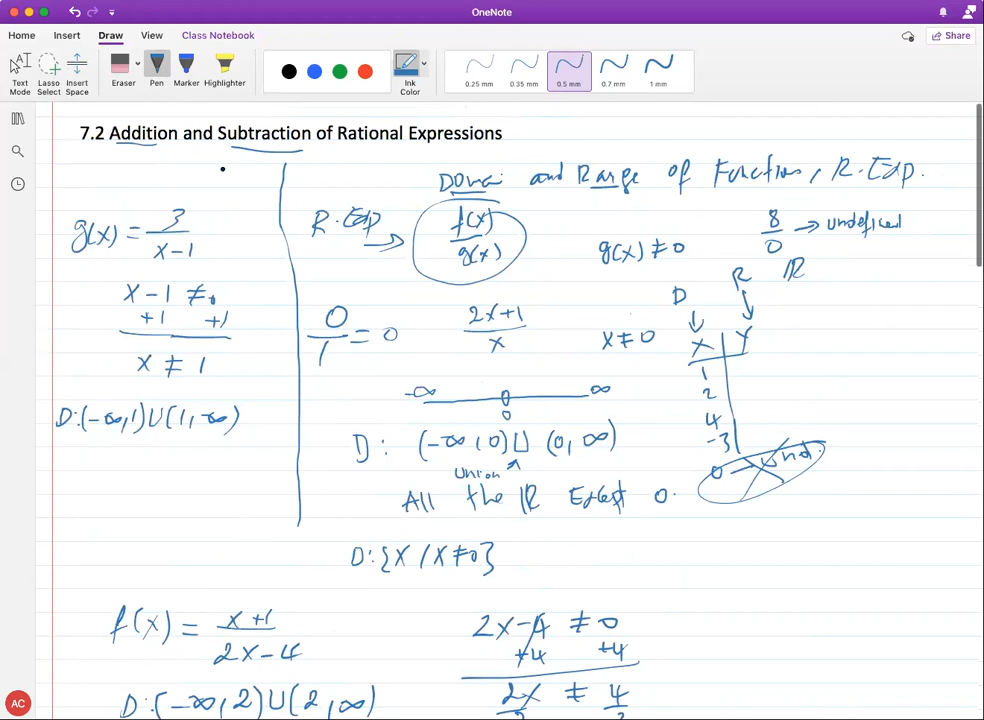 OneNote
Home Insert Draw View Class Notebook Share
Text Mode Lasso Select Insert Space Eraser Pen Marker Highlighter Ink Color 0.25 mm 0.35 mm 0.5 mm 0.7 mm 1 mm
7.2 Addition and Subtraction of Rational Expressions
Domai and Range of Function, R. Exp.
g(x) = 3/(x-1)
x - 1 ≠ 0
+1 +1
x ≠ 1
D:(-∞,1)U(1,∞)
R. Exp → f(x)/g(x) g(x) ≠ 0 8/0 → undefined
R ℝ
0/1 = 0 (2x+1)/x x ≠ 0
D
x | y
1
2
4
-3
0 und.
-∞ 0 ∞
0
D: (-∞, 0) U (0, ∞)
Union
All the ℝ Except 0.
D:{x / x ≠ 0}
f(x) = (x+1)/(2x-4)
2x - 4 ≠ 0
+4 +4
2x ≠ 4
D:(-∞, 2)U(2, ∞)
AC